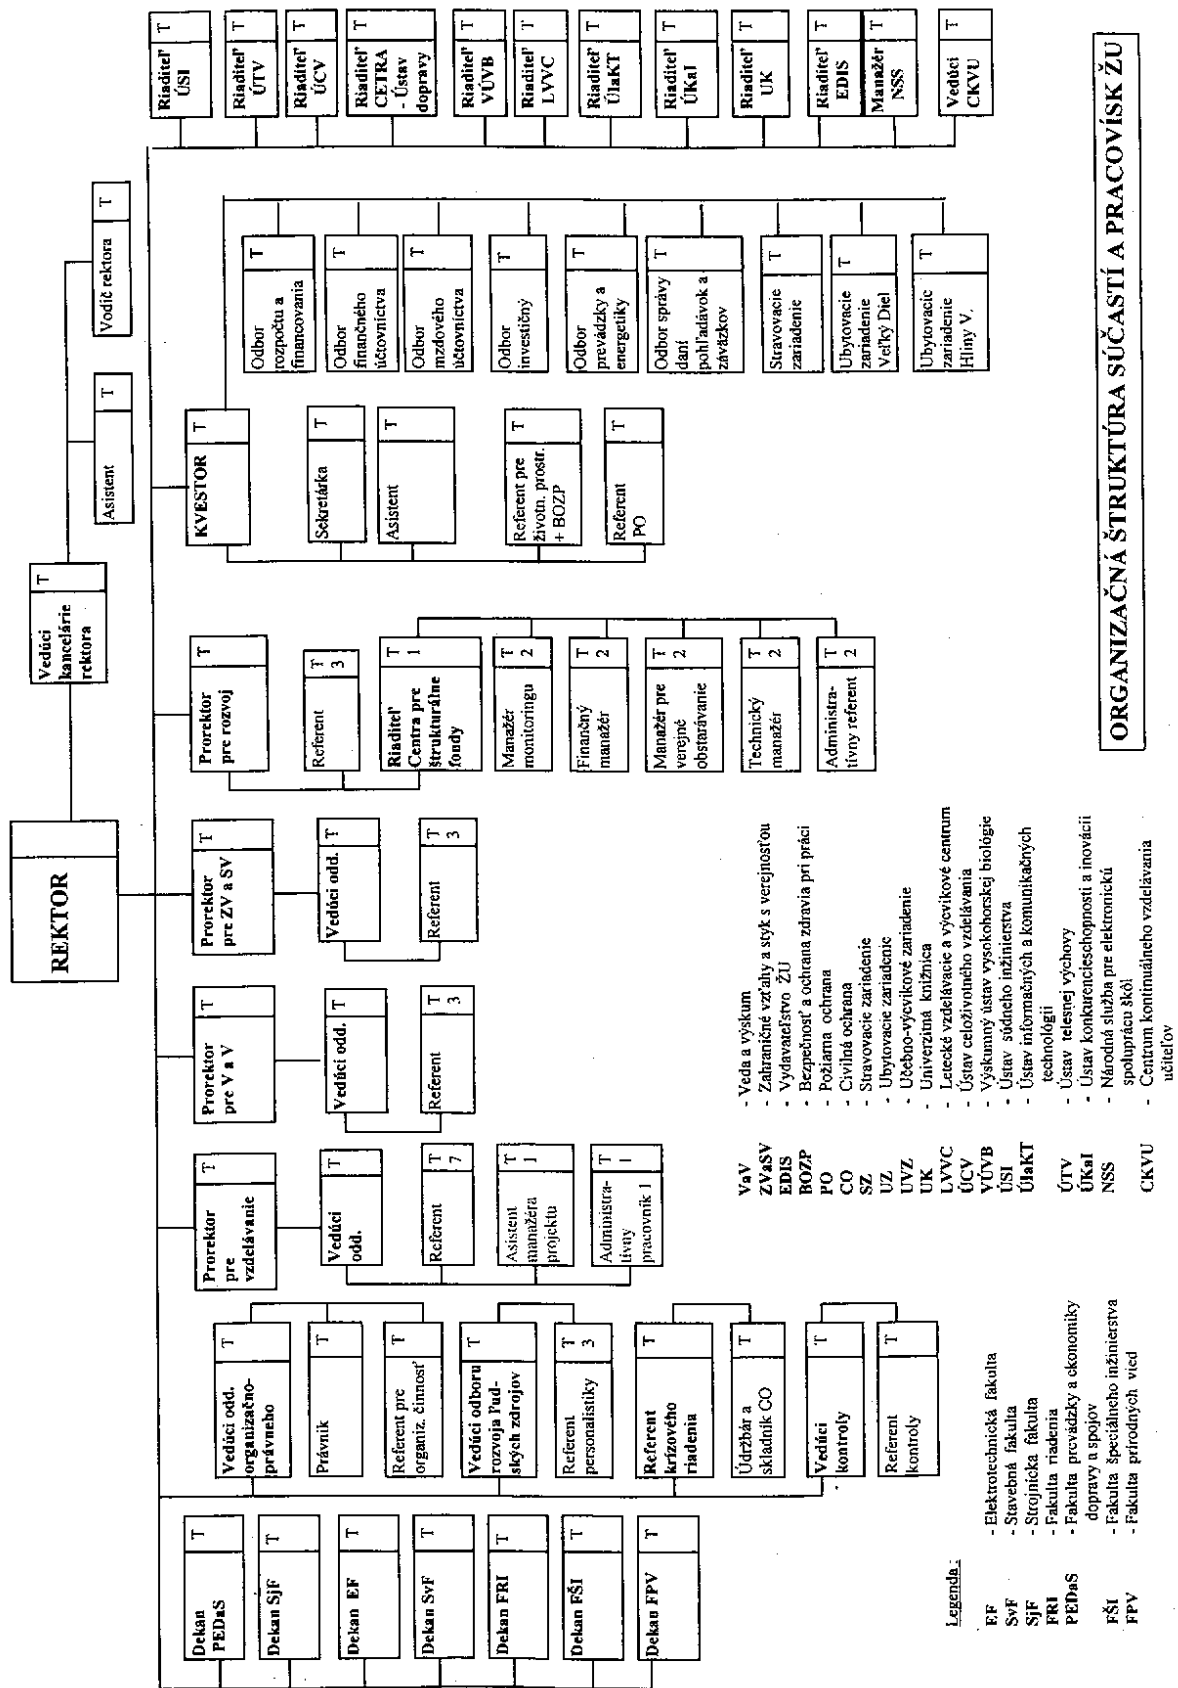 REKTOR
Vedúci
kancelárie
rektora
T
Asistent
T
Vodič rektora
T
Dekan
PEDaS
T
Dekan SjF
T
Dekan EF
T
Dekan SvF
T
Dekan FRI
T
Dekan FŠI
T
Dekan FPV
T
Vedúci odd.
organizačno-
právneho
T
Právnik
T
Referent pre
organiz. činnosť
T
Vedúci odboru
rozvoja ľud-
ských zdrojov
T
Referent
personalistiky
T
3
Referent
krízového
riadenia
T
Údržbár a
skladník CO
T
Vedúci
kontroly
T
Referent
kontroly
T
Prorektor
pre
vzdelávanie
T
Vedúci
odd.
T
Referent
T
7
Asistent
manažéra
projektu
T
1
Administra-
tívny
pracovník 1
T
1
Prorektor
pre V a V
T
Vedúci odd.
T
Referent
T
3
Prorektor
pre ZV a SV
T
Vedúci odd.
T
Referent
T
3
Prorektor
pre rozvoj
T
Referent
T
3
Riaditeľ
Centra pre
štrukturálne
fondy
T
1
Manažér
monitoringu
T
2
Finančný
manažér
T
2
Manažér pre
verejné
obstarávanie
T
2
Technický
manažér
T
2
Administra-
tívny referent
T
2
KVESTOR
T
Sekretárka
T
Asistent
T
Referent pre
životn. prostr.
+ BOZP
T
Referent
PO
T
Odbor
rozpočtu a
financovania
T
Odbor
finančného
účtovníctva
T
Odbor
mzdového
účtovníctva
T
Odbor
investičný
T
Odbor
prevádzky a
energetiky
T
Odbor správy
daní
pohľadávok a
záväzkov
T
Stravovacie
zariadenie
T
Ubytovacie
zariadenie
Veľký Diel
T
Ubytovacie
zariadenie
Hliny V.
T
Riaditeľ
ÚSI
T
Riaditeľ
ÚTV
T
Riaditeľ
ÚCV
T
Riaditeľ
CETRA
- Ústav
dopravy
T
Riaditeľ
VÚVB
T
Riaditeľ
LVVC
T
Riaditeľ
ÚIaKT
T
Riaditeľ
ÚKaI
T
Riaditeľ
UK
T
Riaditeľ
EDIS
T
Manažér
NSS
T
Vedúci
CKVU
T
Legenda :
EF - Elektrotechnická fakulta
SvF - Stavebná fakulta
SjF - Strojnícka fakulta
FRI - Fakulta riadenia
PEDaS - Fakulta prevádzky a ekonomiky
dopravy a spojov
FŠI - Fakulta špeciálneho inžinierstva
FPV - Fakulta prírodných vied
VaV - Veda a výskum
ZVaSV - Zahraničné vzťahy a styk s verejnosťou
EDIS - Vydavateľstvo ŽU
BOZP - Bezpečnosť a ochrana zdravia pri práci
PO - Požiarna ochrana
CO - Civilná ochrana
SZ - Stravovacie zariadenie
UZ - Ubytovacie zariadenie
UVZ - Učebno-výcvikové zariadenie
UK - Univerzitná knižnica
LVVC - Letecké vzdelávacie a výcvikové centrum
ÚCV - Ústav celoživotného vzdelávania
VÚVB - Výskumný ústav vysokohorskej biológie
ÚSI - Ústav súdneho inžinierstva
ÚIaKT - Ústav informačných a komunikačných
technológií
ÚTV - Ústav telesnej výchovy
ÚKaI - Ústav konkurencieschopnosti a inovácií
NSS - Národná služba pre elektronickú
spoluprácu škôl
CKVU - Centrum kontinuálneho vzdelávania
učiteľov
ORGANIZAČNÁ ŠTRUKTÚRA SÚČASTÍ A PRACOVÍSK ŽU